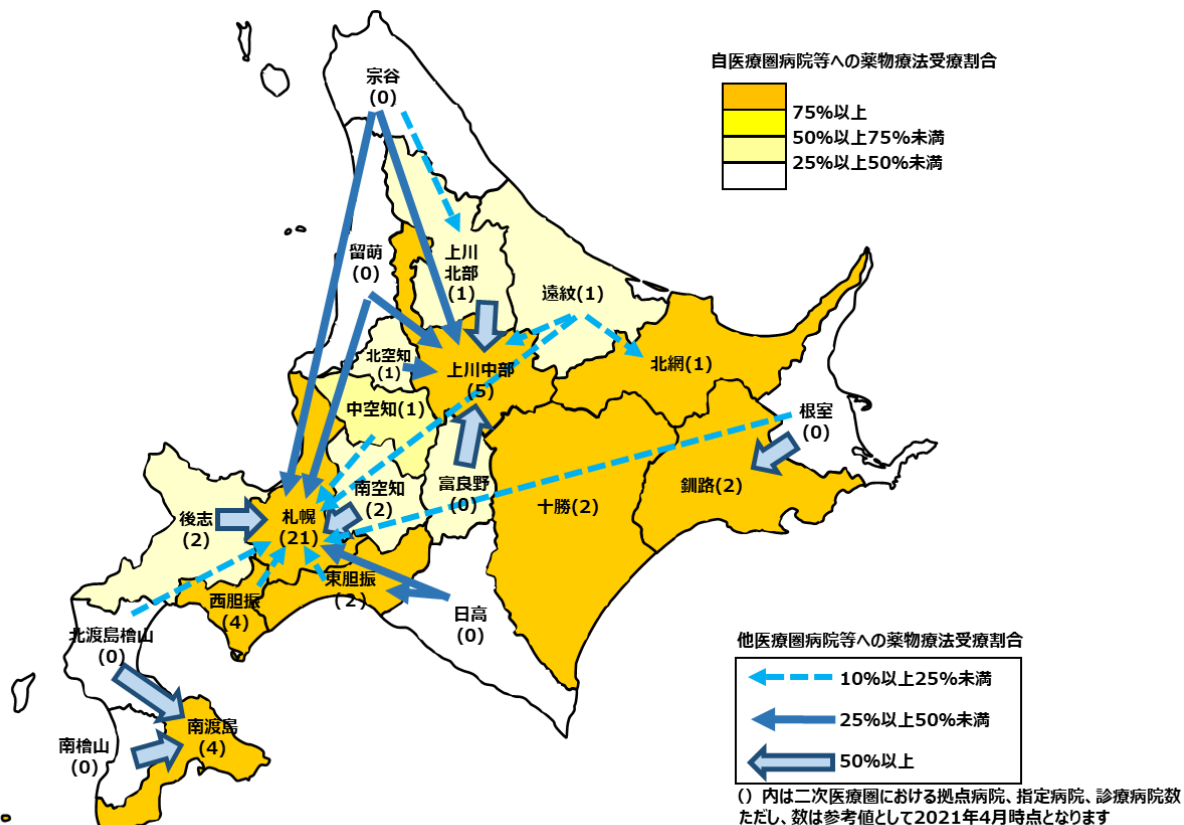 自医療圏病院等への薬物療法受療割合
75%以上
50%以上75%未満
25%以上50%未満
宗谷
(0)
留萌
(0)
上川
北部
(1)
遠紋(1)
北空知
(1)
上川中部
(5)
北網(1)
中空知(1)
根室
(0)
南空知
(2)
富良野
(0)
十勝(2)
釧路(2)
後志
(2)
札幌
(21)
東胆振
(2)
西胆振
(4)
日高
(0)
北渡島檜山
(0)
南渡島
(4)
南檜山
(0)
他医療圏病院等への薬物療法受療割合
10%以上25%未満
25%以上50%未満
50%以上
()内は二次医療圏における拠点病院、指定病院、診療病院数
ただし、数は参考値として2021年4月時点となります